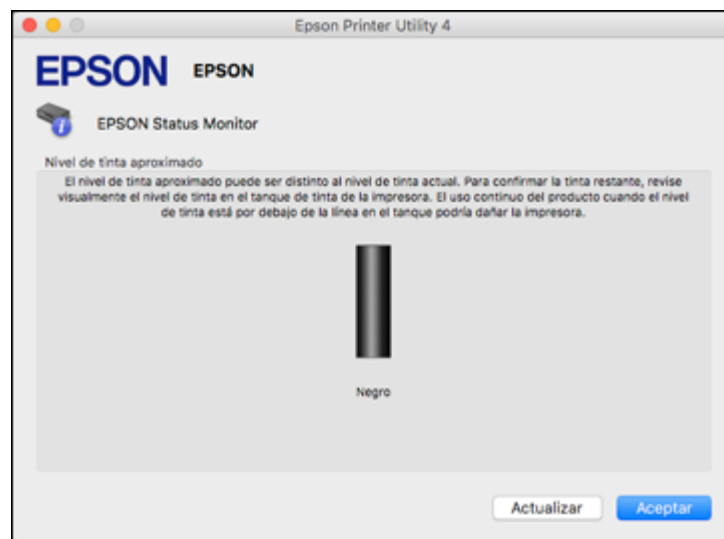 Epson Printer Utility 4
EPSON EPSON
EPSON Status Monitor
Nivel de tinta aproximado
El nivel de tinta aproximado puede ser distinto al nivel de tinta actual. Para confirmar la tinta restante, revise
visualmente el nivel de tinta en el tanque de tinta de la impresora. El uso continuo del producto cuando el nivel
de tinta está por debajo de la línea en el tanque podría dañar la impresora.
Negro
Actualizar Aceptar